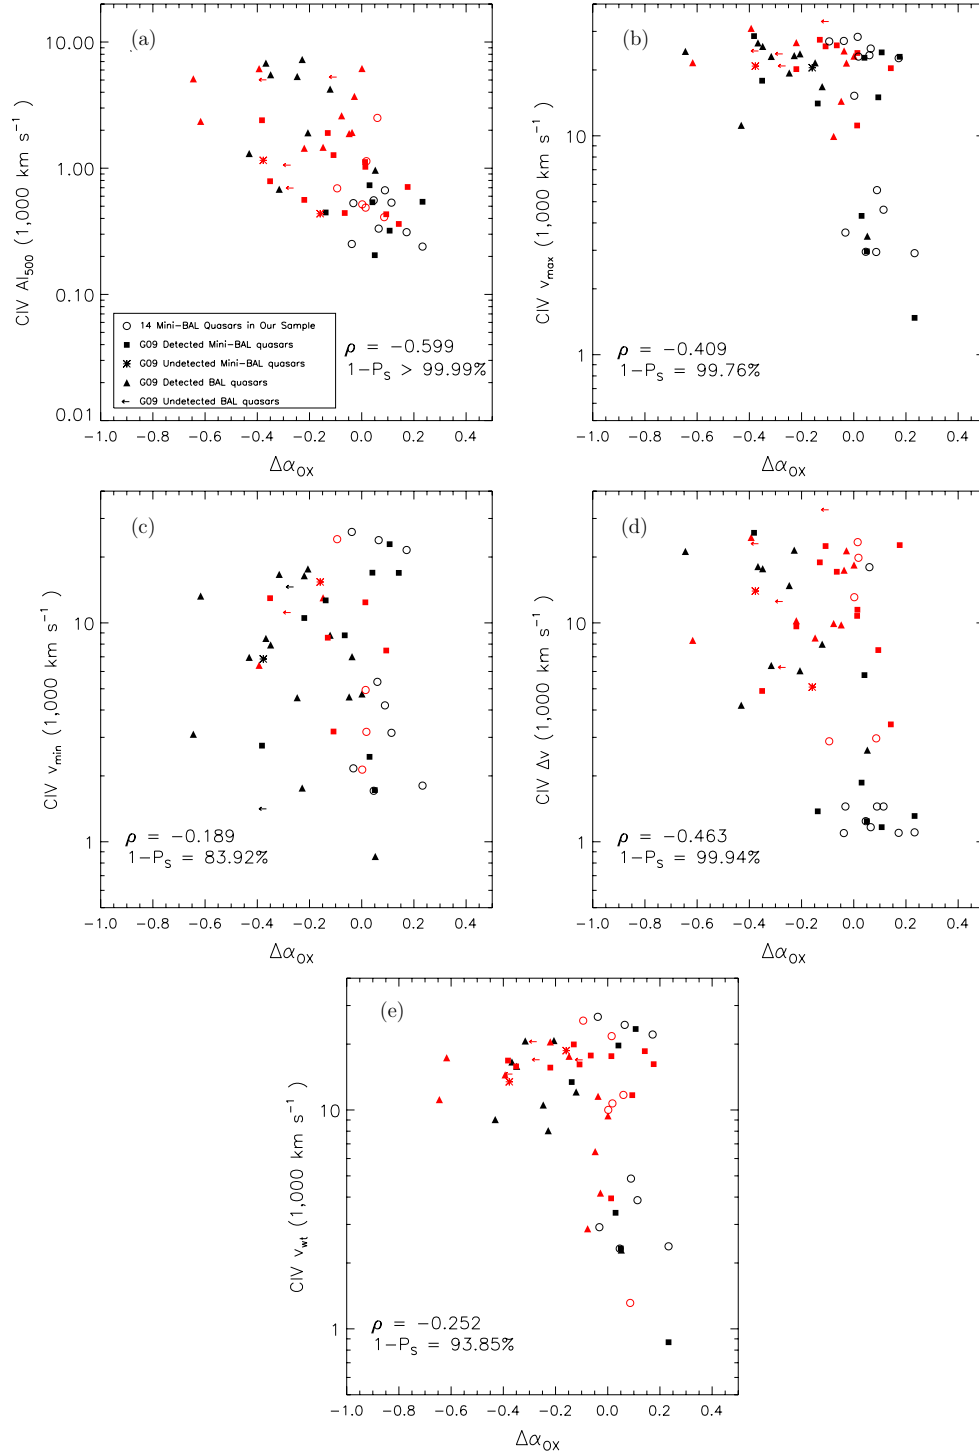 (a)
10.00
1.00
0.10
0.01
CIV AI500 (1,000 km s−1)
○ 14 Mini-BAL Quasars in Our Sample
■ G09 Detected Mini-BAL quasars
✳ G09 Undetected Mini-BAL quasars
▲ G09 Detected BAL quasars
← G09 Undetected BAL quasars
ρ = −0.599
1−PS > 99.99%
−1.0 −0.8 −0.6 −0.4 −0.2 0.0 0.2 0.4
ΔαOX
(b)
10
1
CIV vmax (1,000 km s−1)
ρ = −0.409
1−PS = 99.76%
−1.0 −0.8 −0.6 −0.4 −0.2 0.0 0.2 0.4
ΔαOX
(c)
10
1
CIV vmin (1,000 km s−1)
ρ = −0.189
1−PS = 83.92%
−1.0 −0.8 −0.6 −0.4 −0.2 0.0 0.2 0.4
ΔαOX
(d)
10
1
CIV Δv (1,000 km s−1)
ρ = −0.463
1−PS = 99.94%
−1.0 −0.8 −0.6 −0.4 −0.2 0.0 0.2 0.4
ΔαOX
(e)
10
1
CIV vwt (1,000 km s−1)
ρ = −0.252
1−PS = 93.85%
−1.0 −0.8 −0.6 −0.4 −0.2 0.0 0.2 0.4
ΔαOX